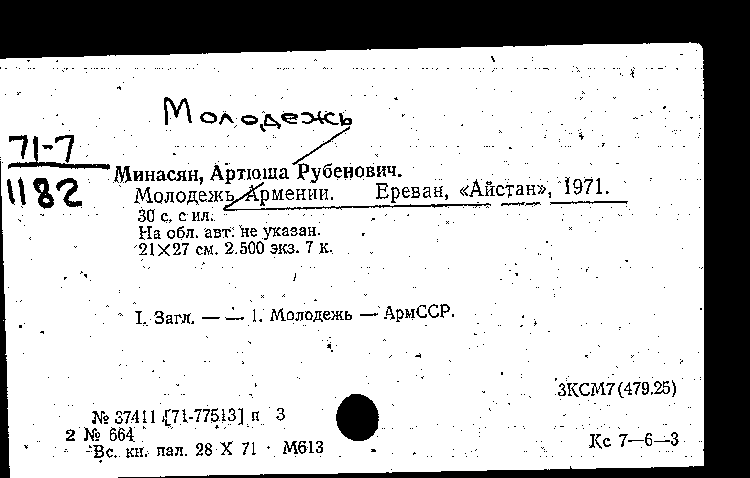 Молодежь
71-7
1182
Минасян, Артюша Рубенович.
Молодежь Армении. Ереван, «Айстан», 1971.
30 с. с ил.
На обл. авт. не указан.
21×27 см. 2.500 экз. 7 к.
I. Загл. — — 1. Молодежь — АрмССР.
3КСМ7(479.25)
№ 37411 [71-77513] п 3
2 № 664
Вс. кн. пал. 28 X 71 М613
Кс 7—6—3